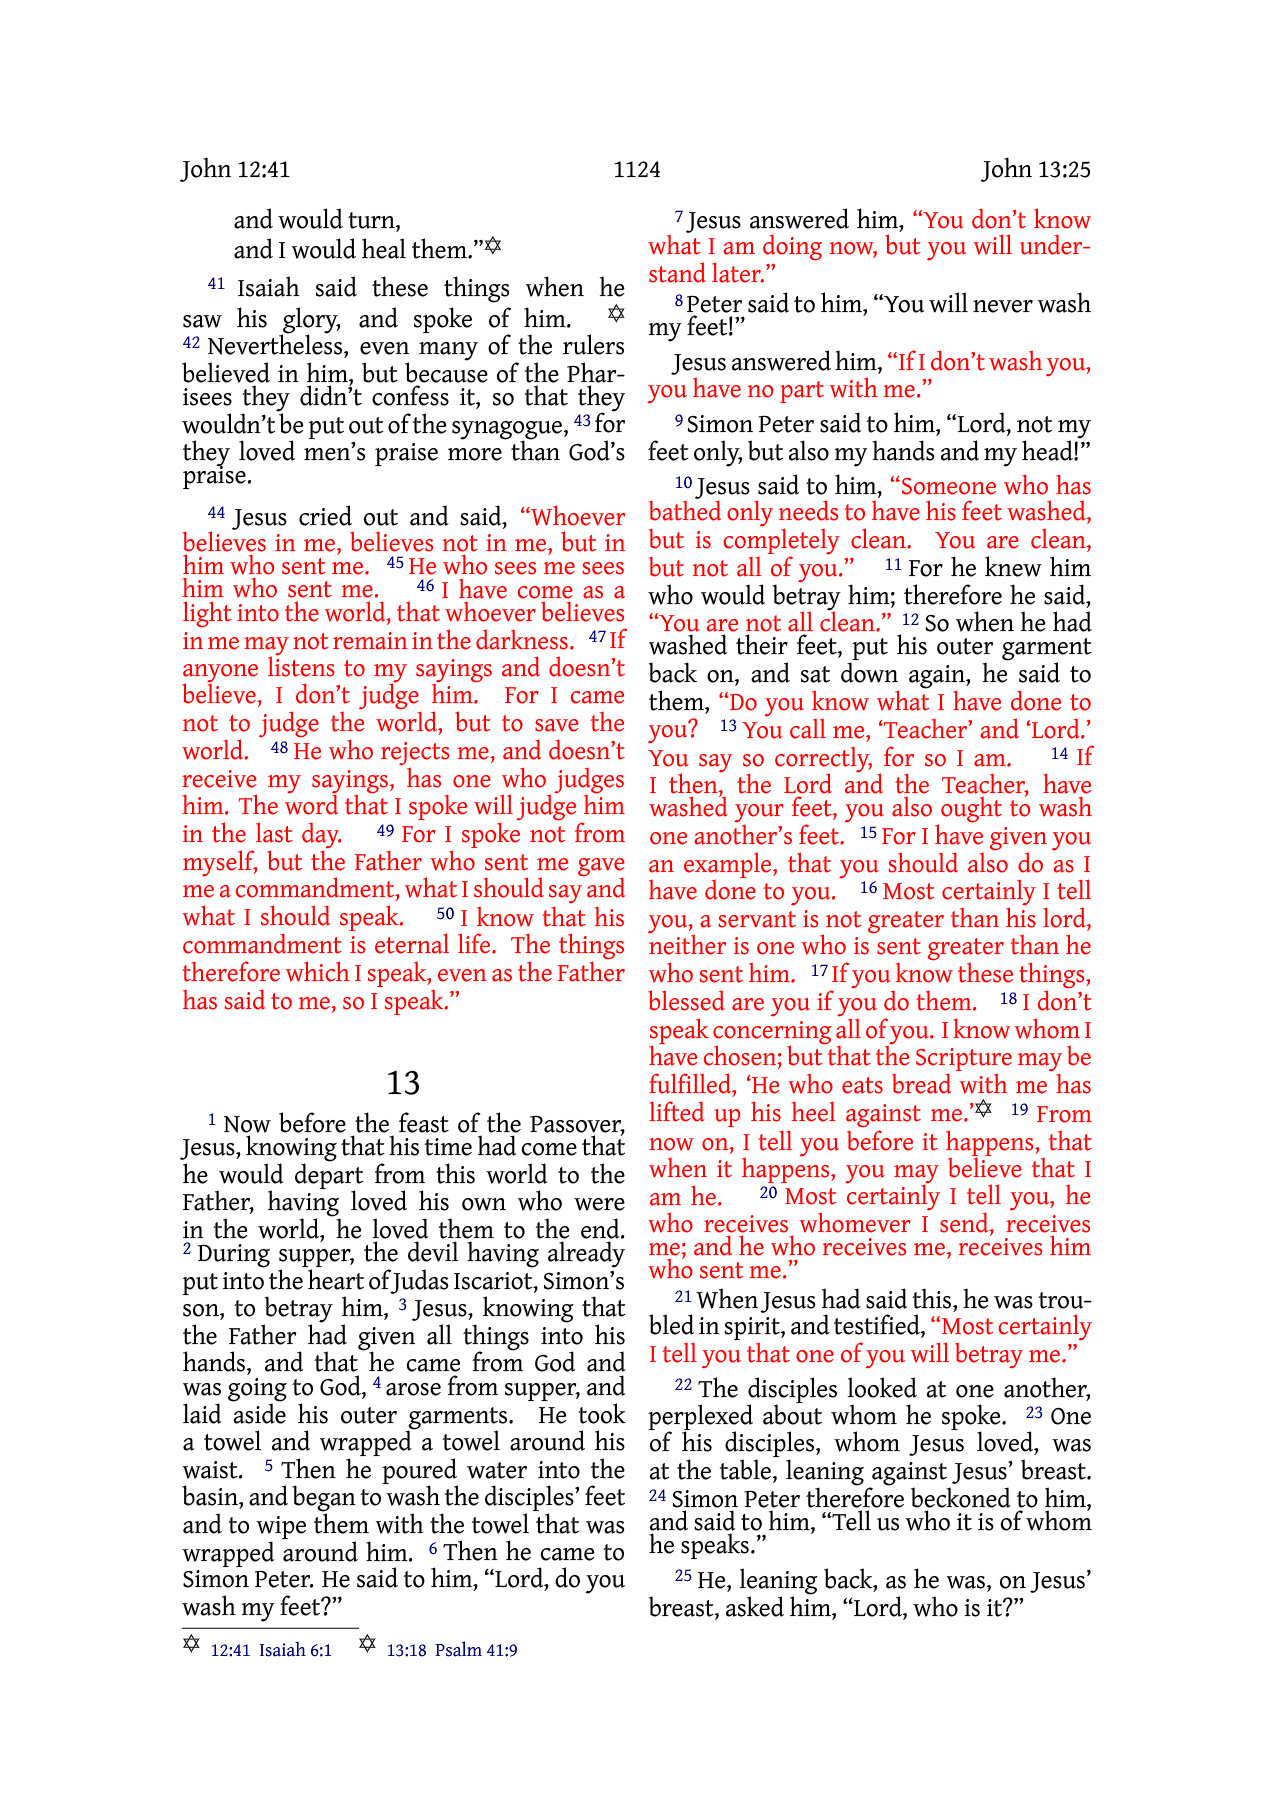 John 12:41
1124
John 13:25
and would turn,
and I would heal them.”✡
41 Isaiah said these things when he
saw his glory, and spoke of him. ✡
42 Nevertheless, even many of the rulers
believed in him, but because of the Phar-
isees they didn’t confess it, so that they
wouldn’t be put out of the synagogue, 43 for
they loved men’s praise more than God’s
praise.
44 Jesus cried out and said, “Whoever
believes in me, believes not in me, but in
him who sent me. 45 He who sees me sees
him who sent me. 46 I have come as a
light into the world, that whoever believes
in me may not remain in the darkness. 47 If
anyone listens to my sayings and doesn’t
believe, I don’t judge him. For I came
not to judge the world, but to save the
world. 48 He who rejects me, and doesn’t
receive my sayings, has one who judges
him. The word that I spoke will judge him
in the last day. 49 For I spoke not from
myself, but the Father who sent me gave
me a commandment, what I should say and
what I should speak. 50 I know that his
commandment is eternal life. The things
therefore which I speak, even as the Father
has said to me, so I speak.”
13
1 Now before the feast of the Passover,
Jesus, knowing that his time had come that
he would depart from this world to the
Father, having loved his own who were
in the world, he loved them to the end.
2 During supper, the devil having already
put into the heart of Judas Iscariot, Simon’s
son, to betray him, 3 Jesus, knowing that
the Father had given all things into his
hands, and that he came from God and
was going to God, 4 arose from supper, and
laid aside his outer garments. He took
a towel and wrapped a towel around his
waist. 5 Then he poured water into the
basin, and began to wash the disciples’ feet
and to wipe them with the towel that was
wrapped around him. 6 Then he came to
Simon Peter. He said to him, “Lord, do you
wash my feet?”
7 Jesus answered him, “You don’t know
what I am doing now, but you will under-
stand later.”
8 Peter said to him, “You will never wash
my feet!”
Jesus answered him, “If I don’t wash you,
you have no part with me.”
9 Simon Peter said to him, “Lord, not my
feet only, but also my hands and my head!”
10 Jesus said to him, “Someone who has
bathed only needs to have his feet washed,
but is completely clean. You are clean,
but not all of you.” 11 For he knew him
who would betray him; therefore he said,
“You are not all clean.” 12 So when he had
washed their feet, put his outer garment
back on, and sat down again, he said to
them, “Do you know what I have done to
you? 13 You call me, ‘Teacher’ and ‘Lord.’
You say so correctly, for so I am. 14 If
I then, the Lord and the Teacher, have
washed your feet, you also ought to wash
one another’s feet. 15 For I have given you
an example, that you should also do as I
have done to you. 16 Most certainly I tell
you, a servant is not greater than his lord,
neither is one who is sent greater than he
who sent him. 17 If you know these things,
blessed are you if you do them. 18 I don’t
speak concerning all of you. I know whom I
have chosen; but that the Scripture may be
fulfilled, ‘He who eats bread with me has
lifted up his heel against me.’✡ 19 From
now on, I tell you before it happens, that
when it happens, you may believe that I
am he. 20 Most certainly I tell you, he
who receives whomever I send, receives
me; and he who receives me, receives him
who sent me.”
21 When Jesus had said this, he was trou-
bled in spirit, and testified, “Most certainly
I tell you that one of you will betray me.”
22 The disciples looked at one another,
perplexed about whom he spoke. 23 One
of his disciples, whom Jesus loved, was
at the table, leaning against Jesus’ breast.
24 Simon Peter therefore beckoned to him,
and said to him, “Tell us who it is of whom
he speaks.”
25 He, leaning back, as he was, on Jesus’
breast, asked him, “Lord, who is it?”
✡ 12:41 Isaiah 6:1 ✡ 13:18 Psalm 41:9